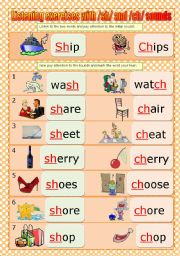 Listening exercises with /sh/ and /ch/ sounds
Listen to the two words and pay attention to the initial sound.
SHip CHips
Now pay attention to the sounds and mark the word you hear.
1 wash watch
2 share chair
3 sheet cheat
4 sherry cherry
5 shoes choose
6 shore chore
7 shop chop